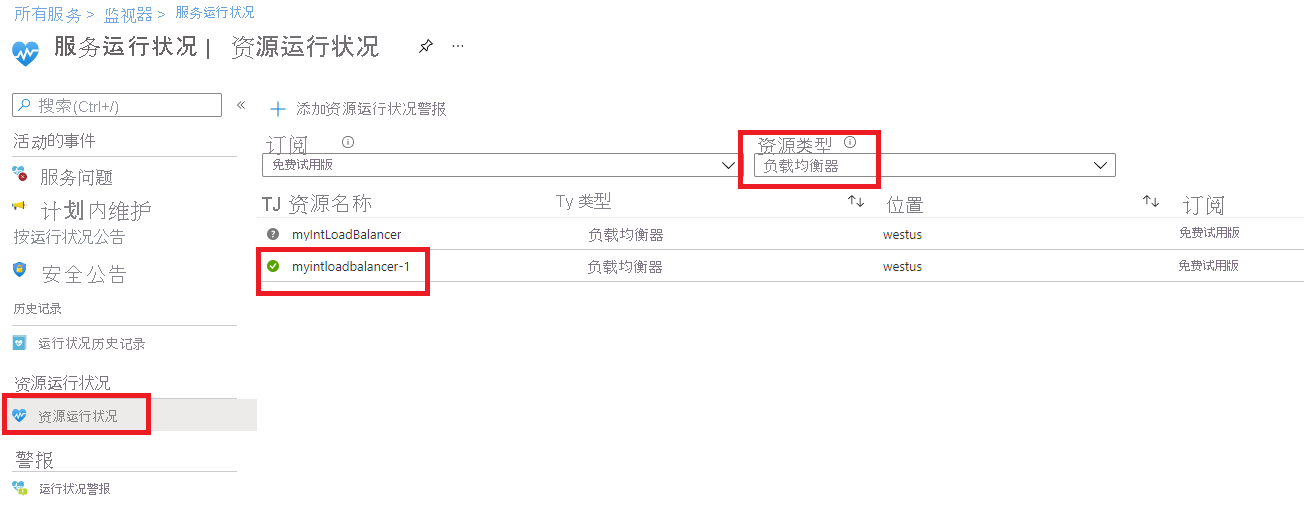 所有服务 > 监视器 > 服务运行状况
服务运行状况 | 资源运行状况 ...
搜索(Ctrl+/) «
添加资源运行状况警报
活动的事件
服务问题
计划内维护
按运行状况公告
安全公告
历史记录
运行状况历史记录
资源运行状况
资源运行状况
警报
运行状况警报
订阅 资源类型
免费试用版 负载均衡器
TJ 资源名称 Ty 类型 位置 订阅
myIntLoadBalancer 负载均衡器 westus 免费试用版
myintloadbalancer-1 负载均衡器 westus 免费试用版